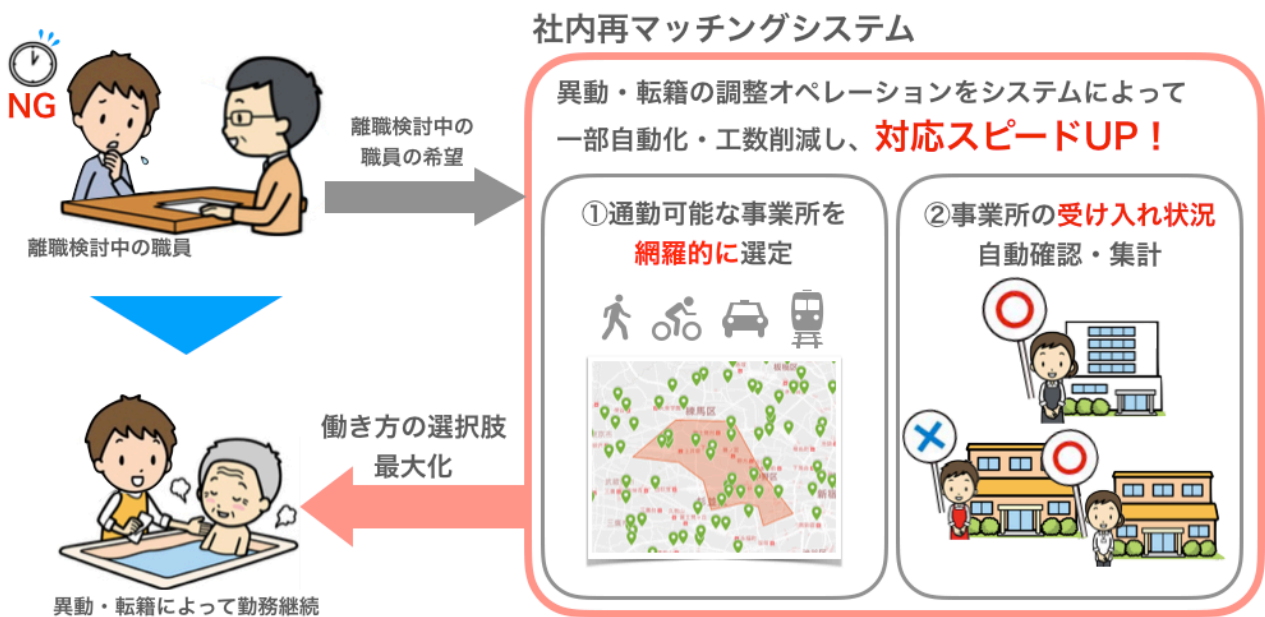 社内再マッチングシステム
NG
離職検討中の職員
離職検討中の
職員の希望
異動・転籍の調整オペレーションをシステムによって
一部自動化・工数削減し、対応スピードUP！
①通勤可能な事業所を
網羅的に選定
練馬区
板橋区
②事業所の受け入れ状況
自動確認・集計
働き方の選択肢
最大化
異動・転籍によって勤務継続